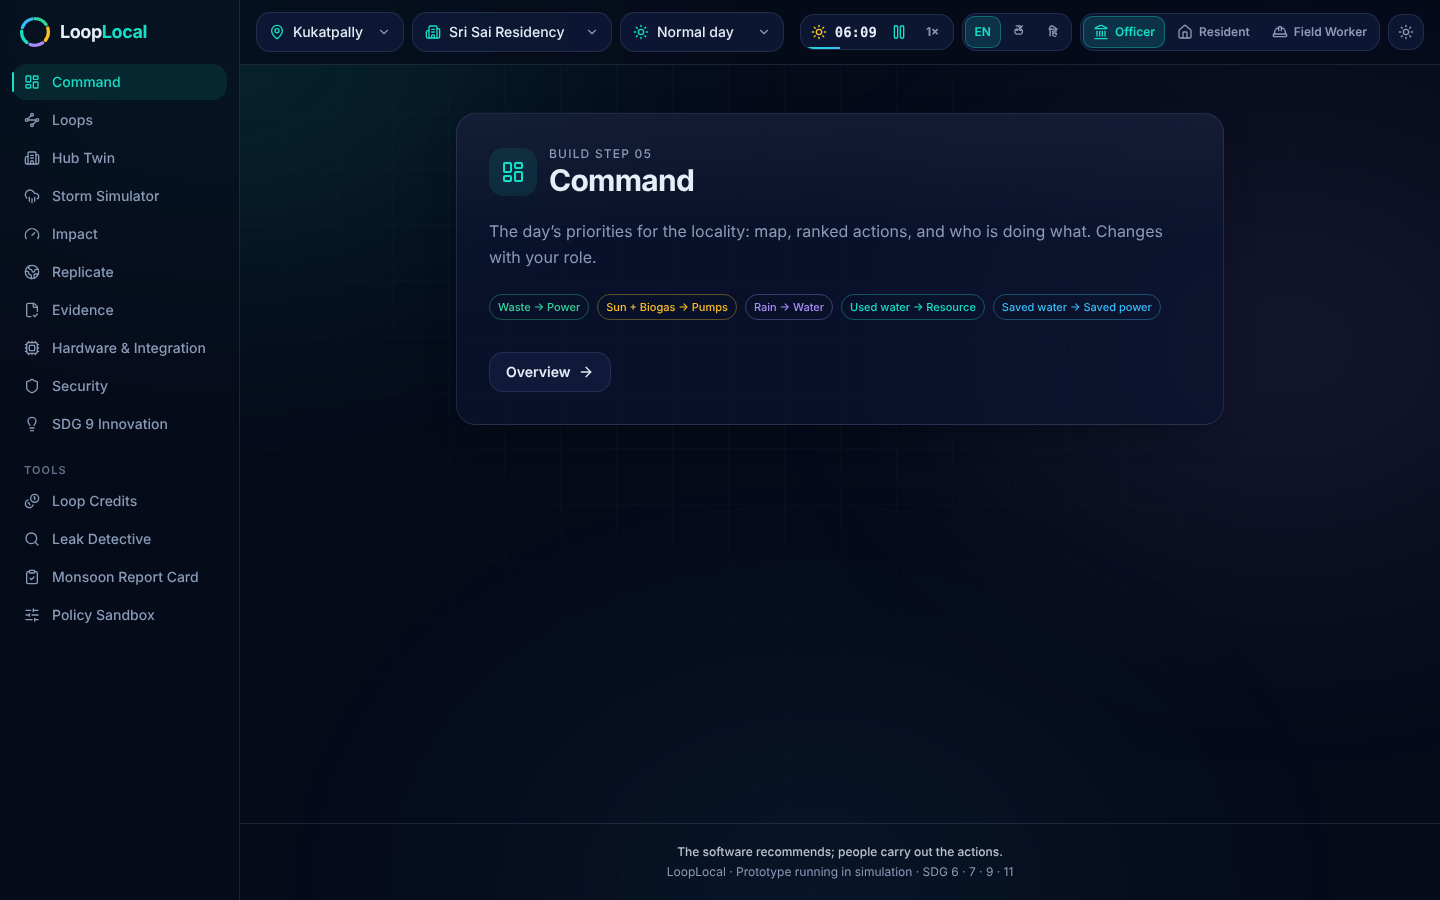 LoopLocal
Kukatpally
Sri Sai Residency
Normal day
06:09
1×
EN
తె
हि
Officer
Resident
Field Worker
Command
Loops
Hub Twin
Storm Simulator
Impact
Replicate
Evidence
Hardware & Integration
Security
SDG 9 Innovation
TOOLS
Loop Credits
Leak Detective
Monsoon Report Card
Policy Sandbox
BUILD STEP 05
Command
The day’s priorities for the locality: map, ranked actions, and who is doing what. Changes
with your role.
Waste → Power
Sun + Biogas → Pumps
Rain → Water
Used water → Resource
Saved water → Saved power
Overview →
The software recommends; people carry out the actions.
LoopLocal · Prototype running in simulation · SDG 6 · 7 · 9 · 11